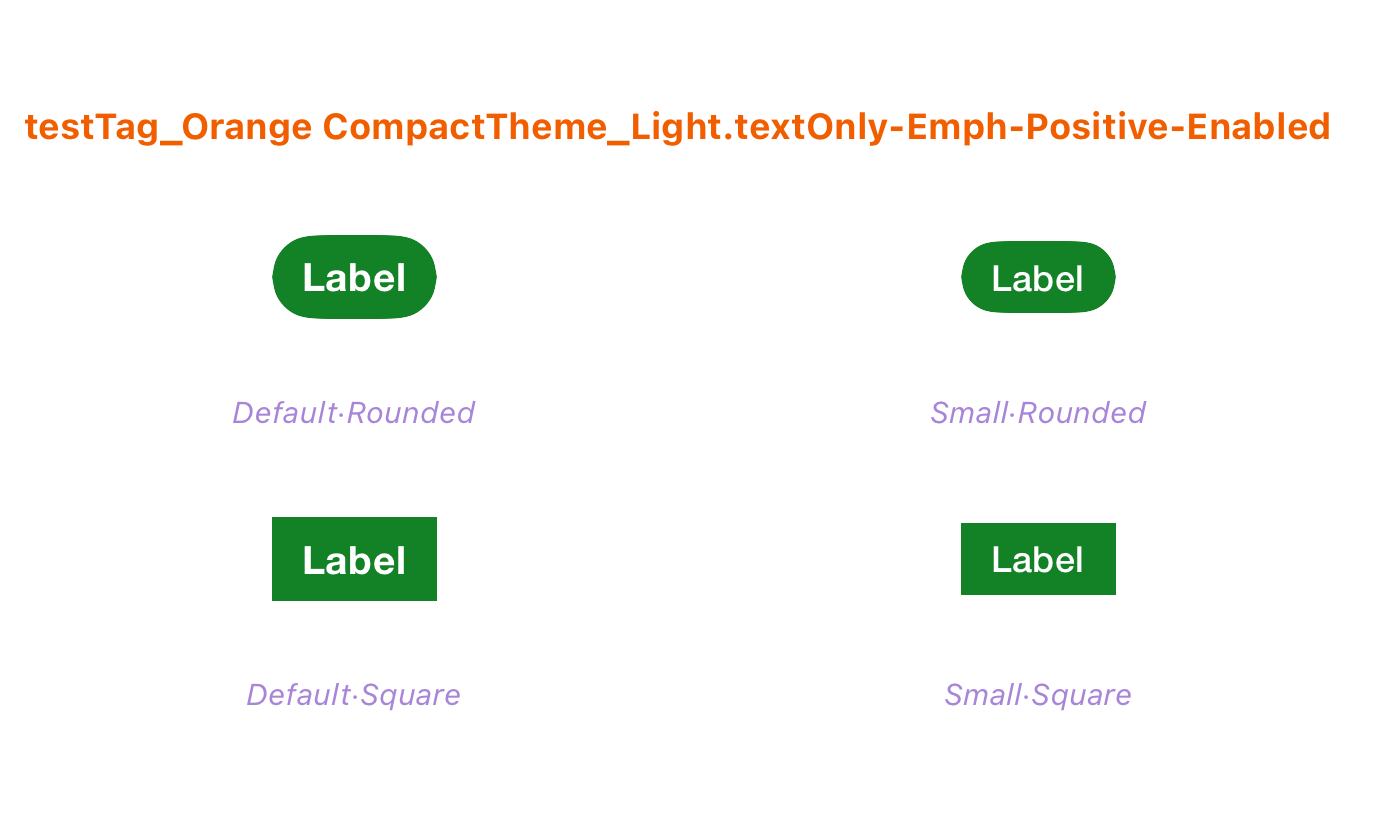 testTag_Orange CompactTheme_Light.textOnly-Emph-Positive-Enabled
Label
Label
Default·Rounded
Small·Rounded
Label
Label
Default·Square
Small·Square